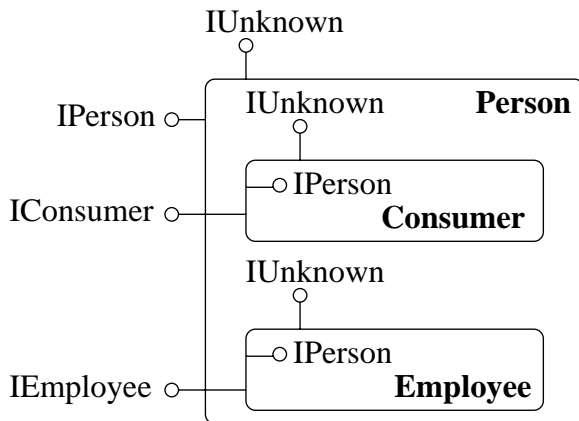 IUnknown
IUnknown
Person
IPerson
IPerson
IConsumer
Consumer
IUnknown
IPerson
IEmployee
Employee